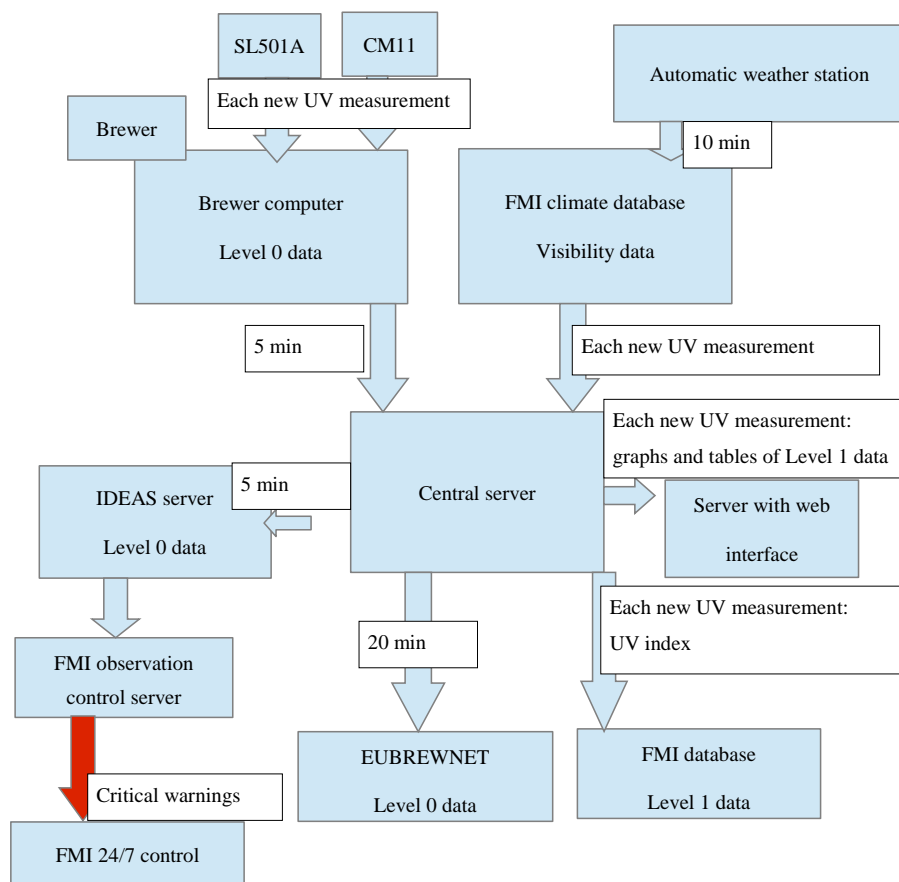 SL501A
CM11
Automatic weather station
Each new UV measurement
Brewer
10 min
Brewer computer
Level 0 data
FMI climate database
Visibility data
5 min
Each new UV measurement
Each new UV measurement:
graphs and tables of Level 1 data
5 min
IDEAS server
Level 0 data
Central server
Server with web
interface
Each new UV measurement:
UV index
20 min
FMI observation
control server
EUBREWNET
Level 0 data
FMI database
Level 1 data
Critical warnings
FMI 24/7 control